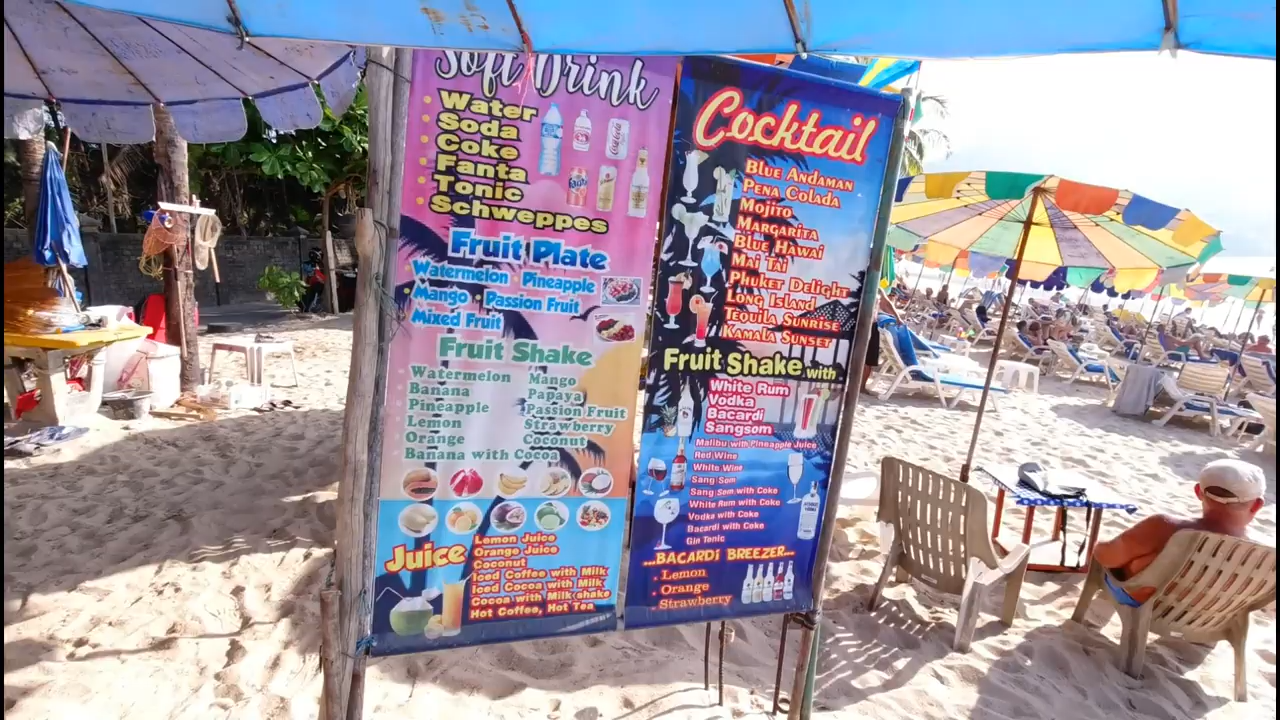 Soft Drink
Water
Soda
Coke
Fanta
Tonic
Schweppes
Fruit Plate
Watermelon Pineapple
Mango Passion Fruit
Mixed Fruit
Fruit Shake
Watermelon Mango
Banana Papaya
Pineapple Passion Fruit
Lemon Strawberry
Orange Coconut
Banana with Cocoa
Juice
Lemon Juice
Orange Juice
Coconut
Iced Coffee with Milk
Iced Cocoa with Milk
Cocoa with Milk shake
Hot Coffee, Hot Tea
Cocktail
Blue Andaman
Pena Colada
Mojito
Margarita
Blue Hawai
Mai Tai
Phuket Delight
Long Island
Tequila Sunrise
Kamala Sunset
Fruit Shake with
White Rum
Vodka
Bacardi
Sangsom
Malibu with Pineapple Juice
Red Wine
White Wine
Sang Som
Sang Som with Coke
White Rum with Coke
Vodka with Coke
Bacardi with Coke
Gin Tonic
...BACARDI BREEZER...
• Lemon
• Orange
• Strawberry